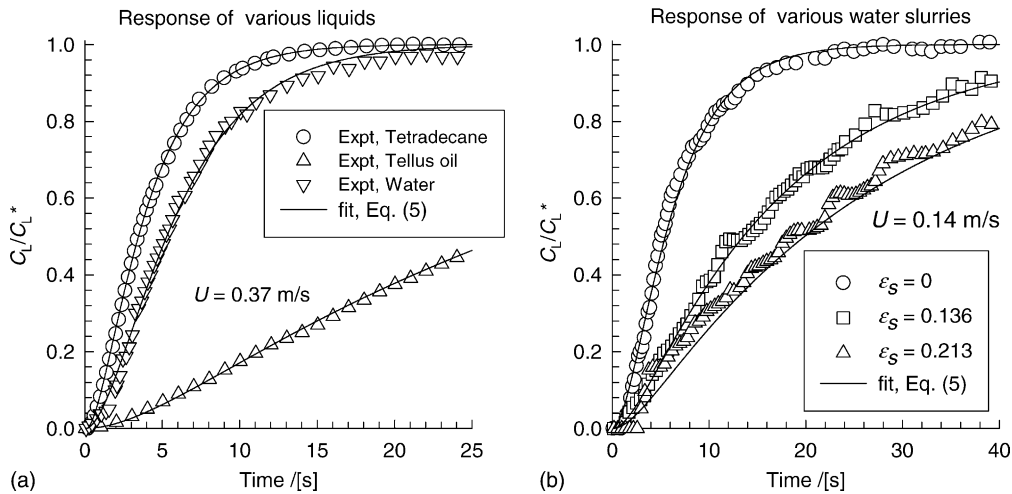 Response of various liquids
1.0
0.8
0.6
0.4
0.2
0.0
C_L/C_L*
Expt, Tetradecane
Expt, Tellus oil
Expt, Water
fit, Eq. (5)
U = 0.37 m/s
0 5 10 15 20 25
Time /[s]
(a)
Response of various water slurries
1.0
0.8
0.6
0.4
0.2
0.0
C_L/C_L*
U = 0.14 m/s
ε_S = 0
ε_S = 0.136
ε_S = 0.213
fit, Eq. (5)
0 10 20 30 40
Time /[s]
(b)